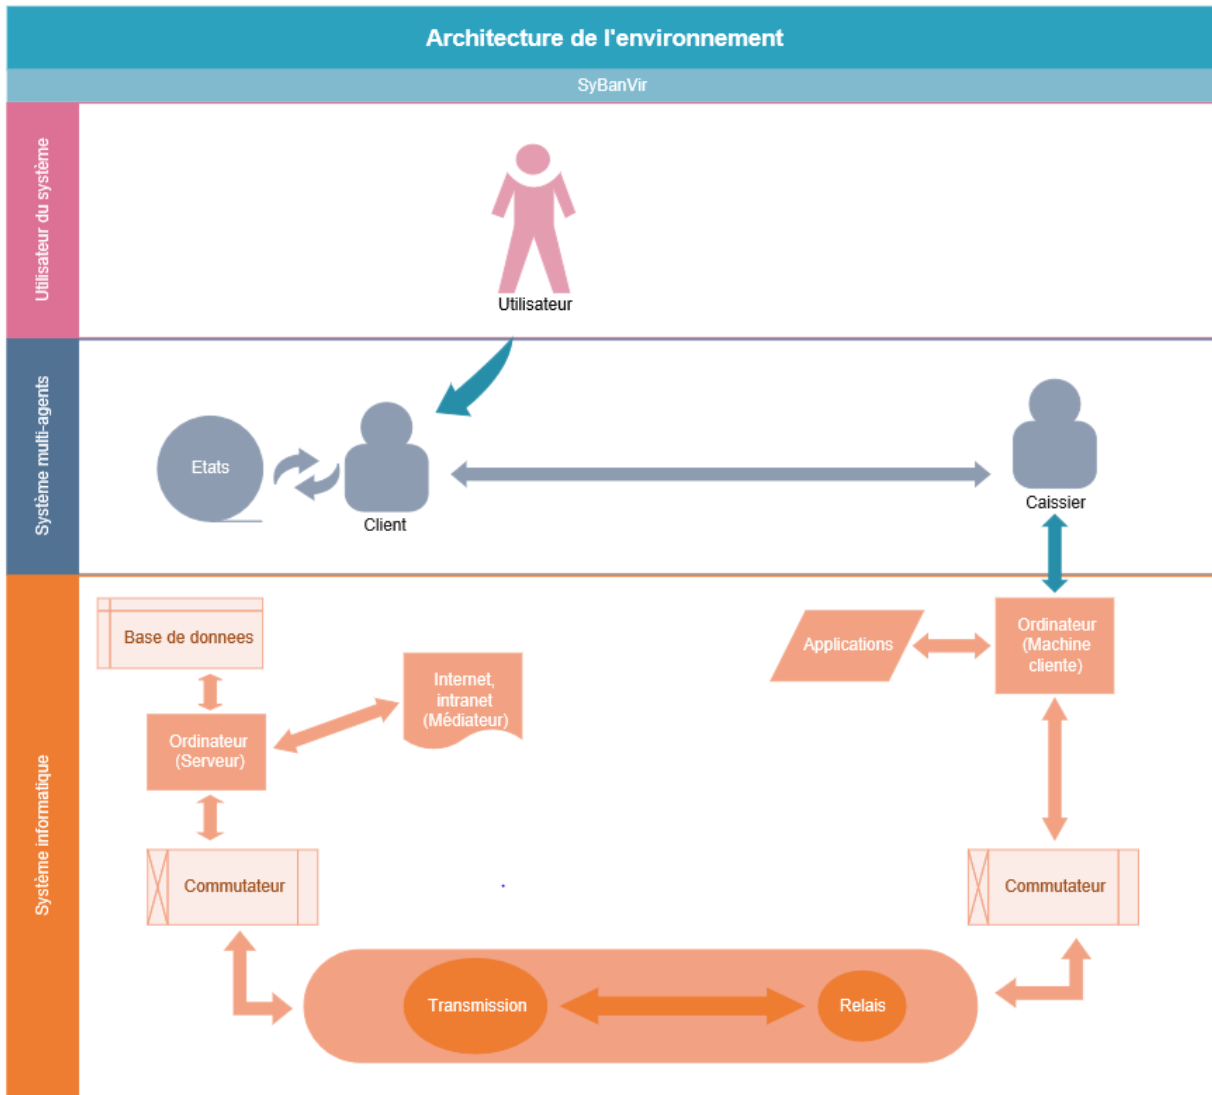 Architecture de l'environnement
SyBanVir
Utilisateur du système
Utilisateur
Système multi-agents
Etats
Client
Caissier
Système informatique
Base de donnees
Internet,
intranet
(Médiateur)
Applications
Ordinateur
(Machine
cliente)
Ordinateur
(Serveur)
Commutateur
Commutateur
Transmission
Relais